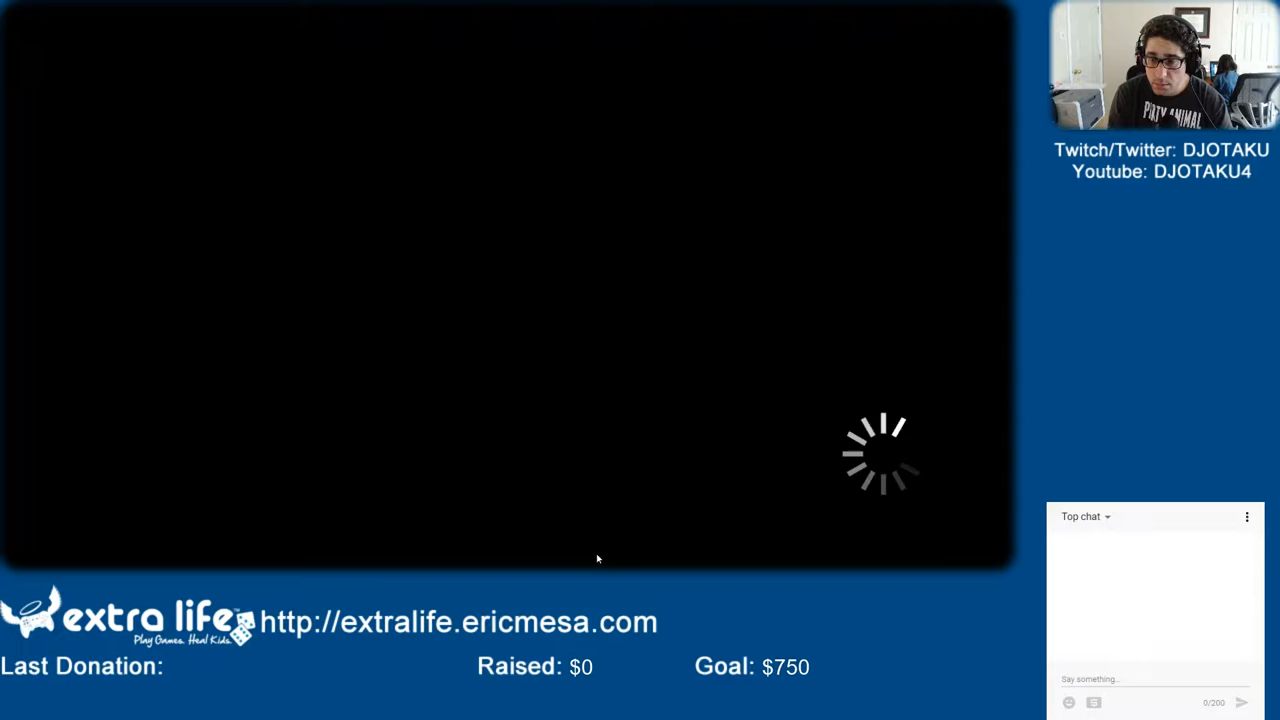 PARTY ANIMAL
Twitch/Twitter: DJOTAKU
Youtube: DJOTAKU4
Top chat
Say something...
0/200
extra life
Play Games. Heal Kids.
http://extralife.ericmesa.com
Last Donation:
Raised: $0
Goal: $750